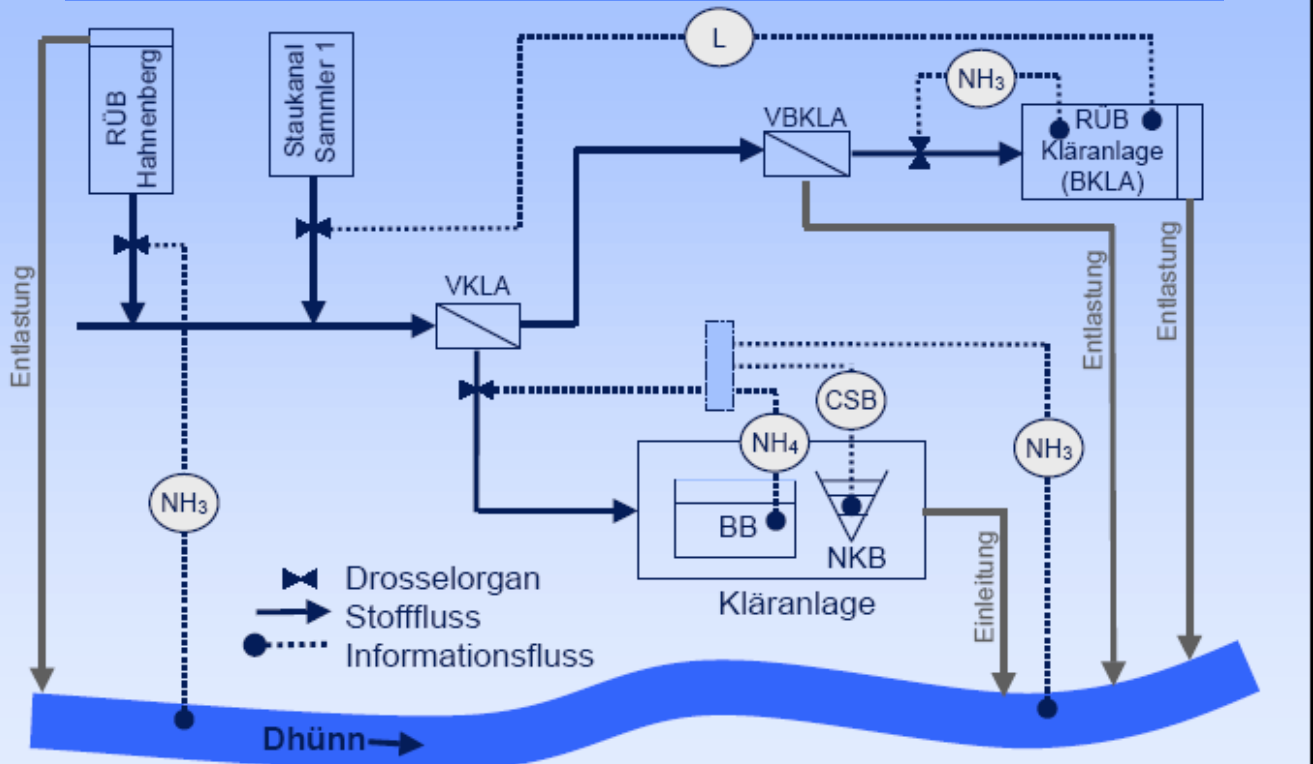 L
NH₃
RÜB
Hahnenberg
Staukanal
Sammler 1
VBKLA
RÜB
Kläranlage
(BKLA)
Entlastung
VKLA
Entlastung
Entlastung
CSB
NH₄
NH₃
NH₃
BB
NKB
Kläranlage
Einleitung
Drosselorgan
Stofffluss
Informationsfluss
Dhünn